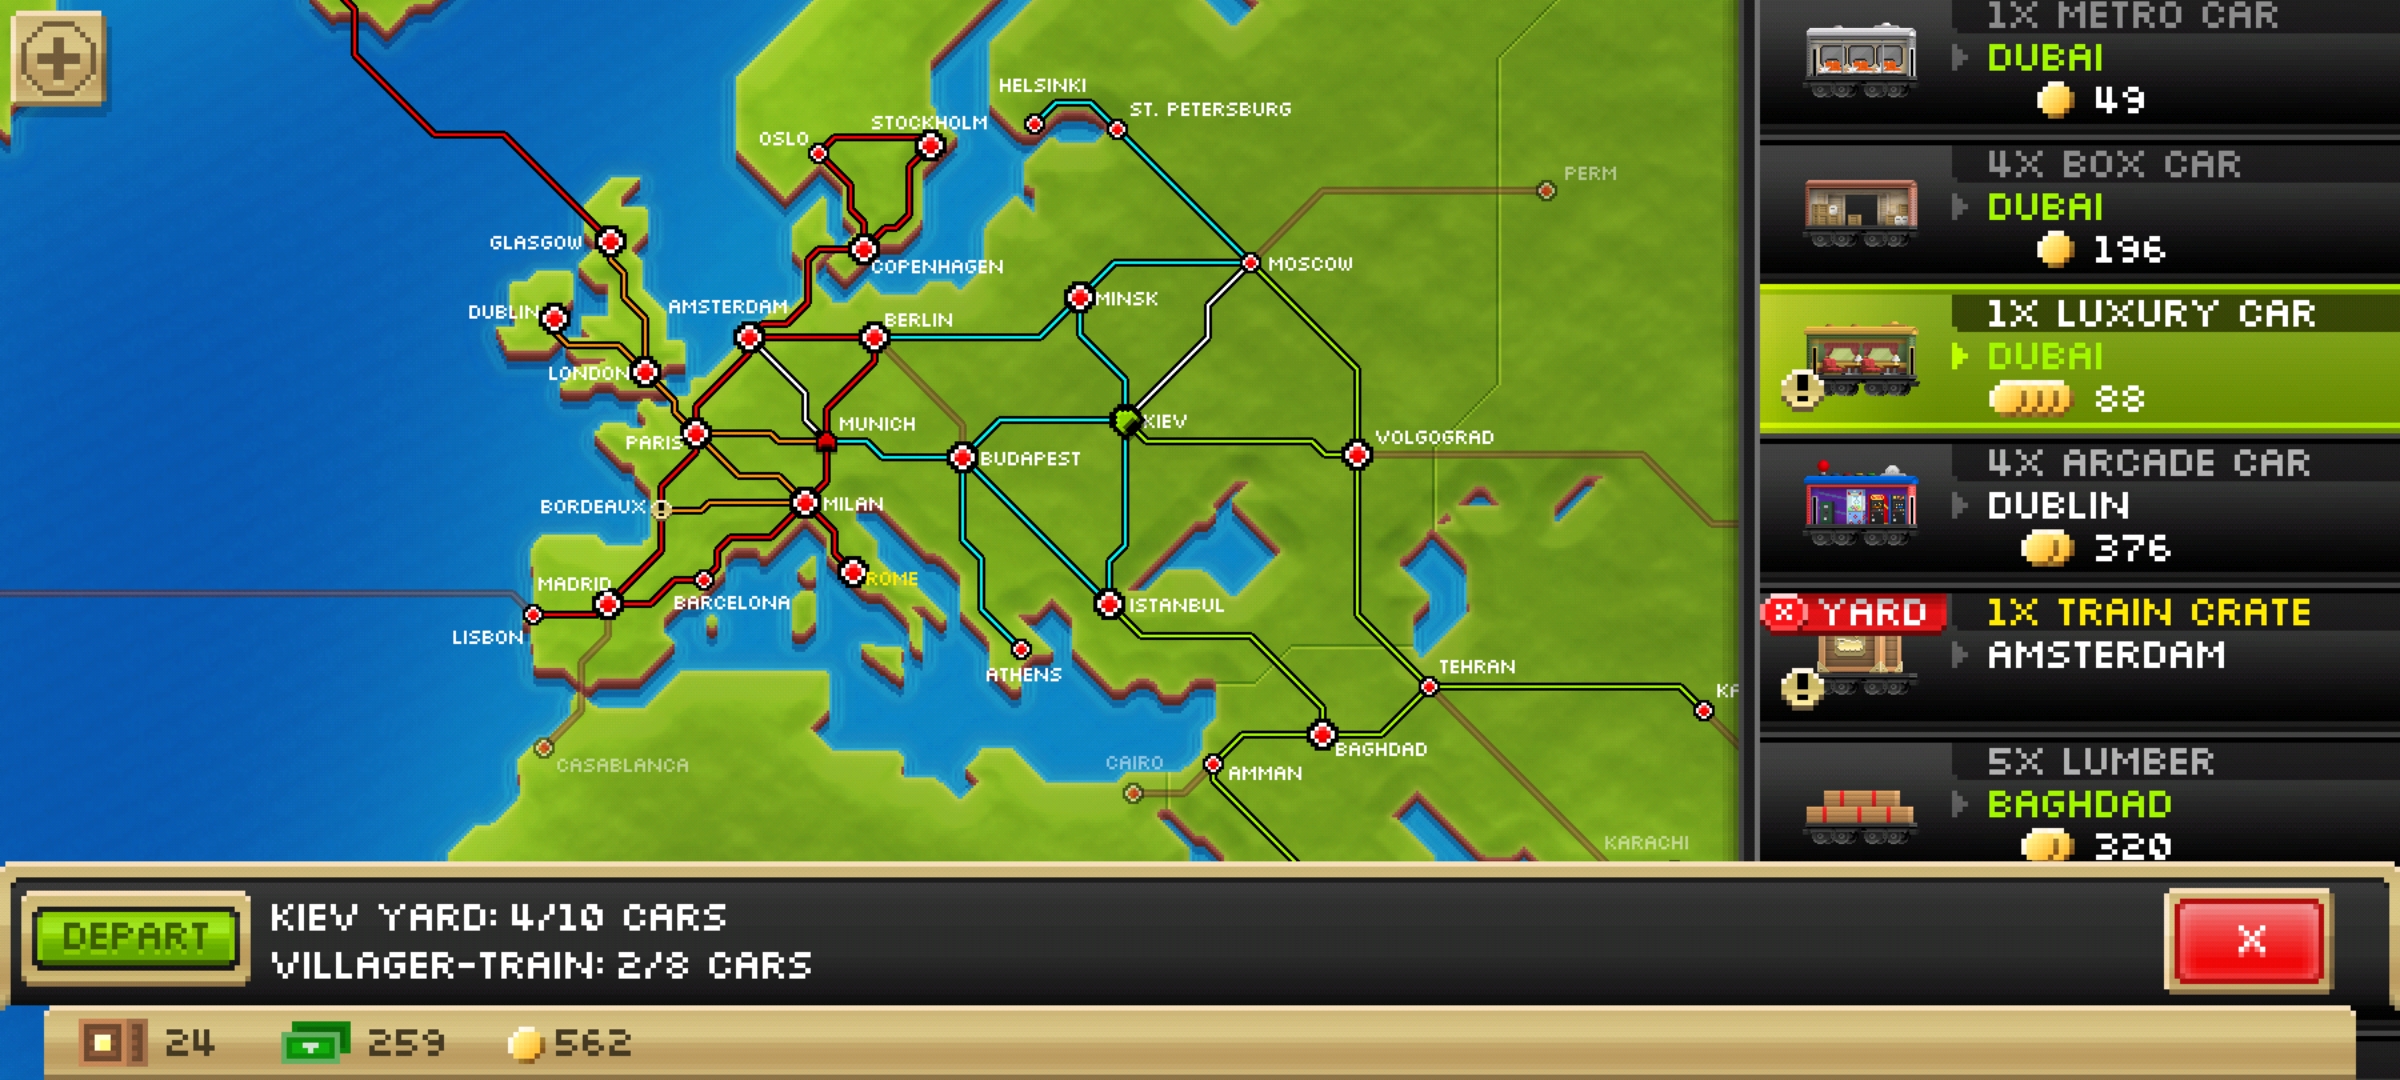 1X METRO CAR
DUBAI
49
4X BOX CAR
DUBAI
196
1X LUXURY CAR
DUBAI
88
4X ARCADE CAR
DUBLIN
376
YARD
1X TRAIN CRATE
AMSTERDAM
5X LUMBER
BAGHDAD
320
HELSINKI
ST. PETERSBURG
STOCKHOLM
OSLO
PERM
GLASGOW
COPENHAGEN
MOSCOW
AMSTERDAM
MINSK
DUBLIN
BERLIN
LONDON
MUNICH
KIEV
PARIS
VOLGOGRAD
BUDAPEST
BORDEAUX
MILAN
ROME
MADRID
BARCELONA
ISTANBUL
LISBON
ATHENS
TEHRAN
KA
BAGHDAD
CASABLANCA
CAIRO
AMMAN
KARACHI
DEPART
KIEV YARD: 4/10 CARS
VILLAGER-TRAIN: 2/8 CARS
X
24
259
562